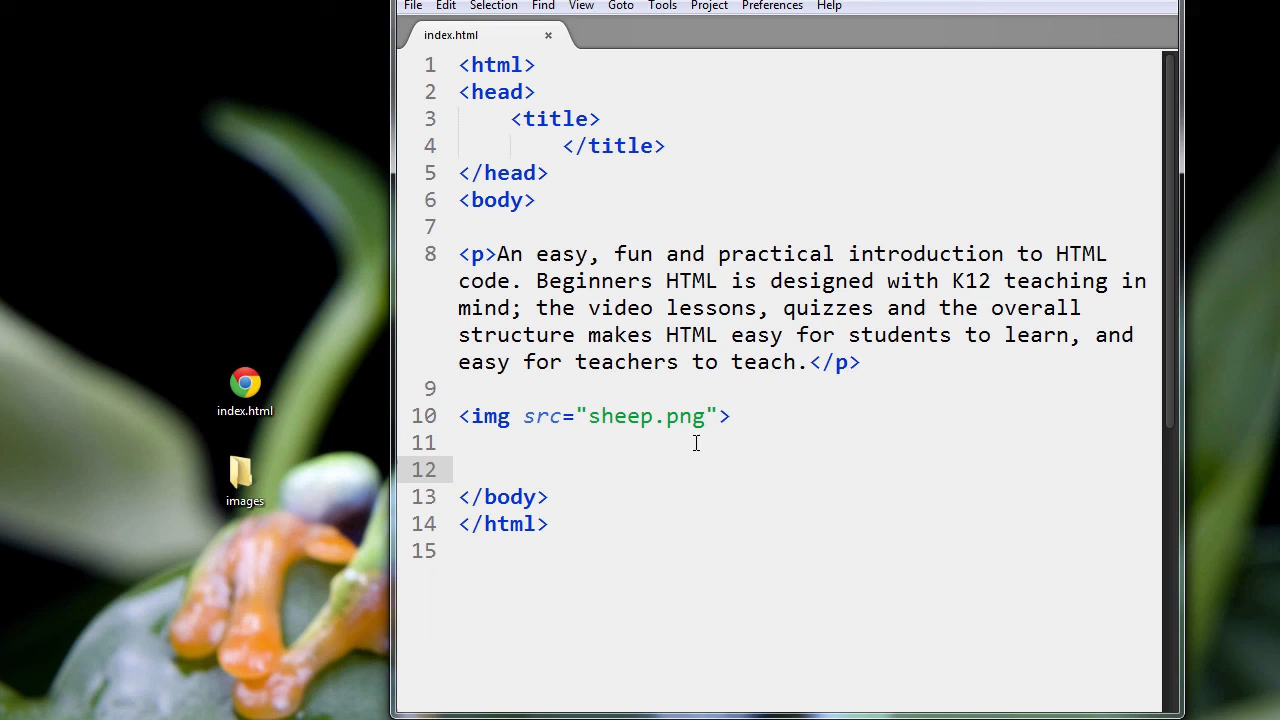 File Edit Selection Find View Goto Tools Project Preferences Help
index.html ×
1 <html>
2 <head>
3 <title>
4 </title>
5 </head>
6 <body>
7
8 <p>An easy, fun and practical introduction to HTML
code. Beginners HTML is designed with K12 teaching in
mind; the video lessons, quizzes and the overall
structure makes HTML easy for students to learn, and
easy for teachers to teach.</p>
9
10 <img src="sheep.png">
11
12
13 </body>
14 </html>
15
index.html
images